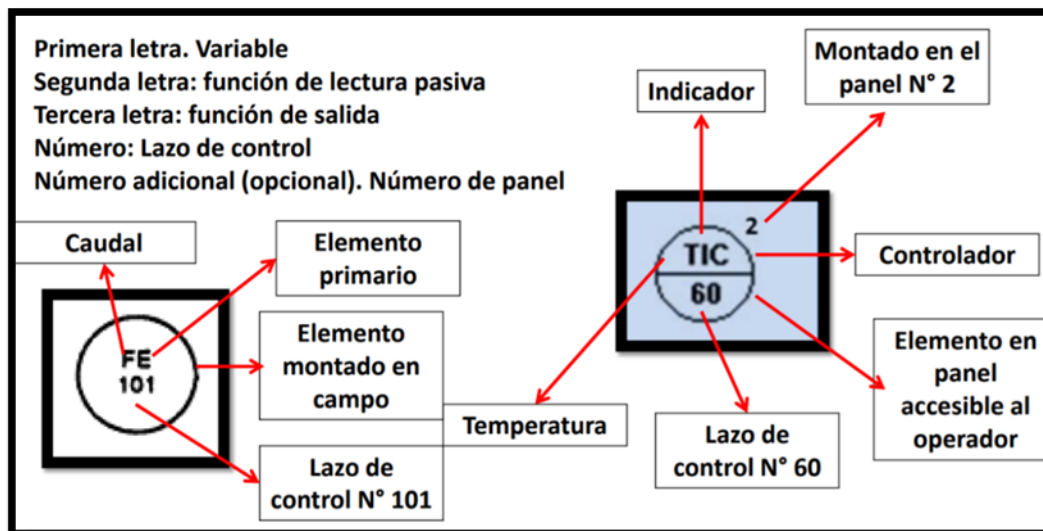 Primera letra. Variable
Segunda letra: función de lectura pasiva
Tercera letra: función de salida
Número: Lazo de control
Número adicional (opcional). Número de panel
Caudal
Elemento
primario
FE
101
Elemento
montado en
campo
Lazo de
control N° 101
Indicador
Montado en el
panel N° 2
2
TIC
60
Controlador
Elemento en
panel
accesible al
operador
Temperatura
Lazo de
control N° 60